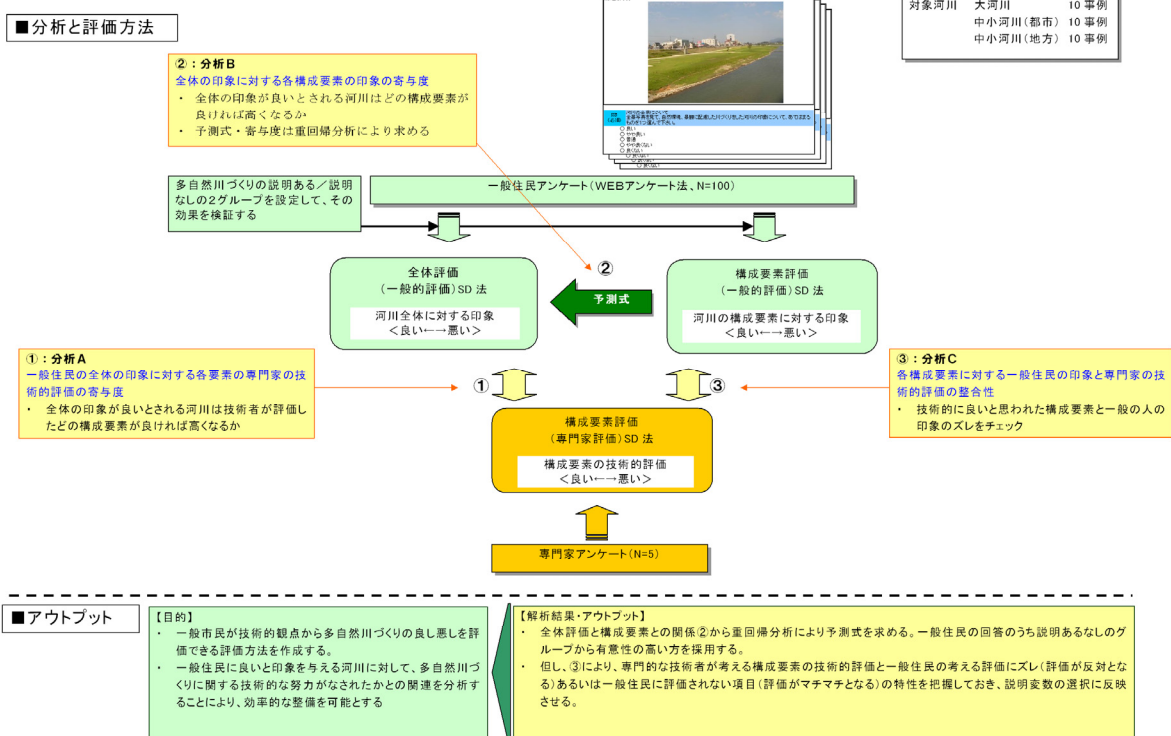 対象河川 大河川 10 事例
中小河川(都市) 10 事例
中小河川(地方) 10 事例
■分析と評価方法
②:分析B
全体の印象に対する各構成要素の印象の寄与度
・ 全体の印象が良いとされる河川はどの構成要素が
良ければ高くなるか
・ 予測式・寄与度は重回帰分析により求める
○ 良い
○ やや良い
○ 普通
○ やや良くない
○ 良くない
多自然川づくりの説明ある/説明
なしの2グループを設定して、その
効果を検証する
一般住民アンケート(WEBアンケート法、N=100)
全体評価
(一般的評価)SD 法
河川全体に対する印象
<良い←→悪い>
②
予測式
構成要素評価
(一般的評価)SD 法
河川の構成要素に対する印象
<良い←→悪い>
①:分析A
一般住民の全体の印象に対する各要素の専門家の技
術的評価の寄与度
・ 全体の印象が良いとされる河川は技術者が評価し
たどの構成要素が良ければ高くなるか
①
③
③:分析C
各構成要素に対する一般住民の印象と専門家の技
術的評価の整合性
・ 技術的に良いと思われた構成要素と一般の人の
印象のズレをチェック
構成要素評価
(専門家評価)SD 法
構成要素の技術的評価
<良い←→悪い>
専門家アンケート(N=5)
■アウトプット
【目的】
・ 一般市民が技術的観点から多自然川づくりの良し悪しを評
価できる評価方法を作成する。
・ 一般住民に良いと印象を与える河川に対して、多自然川づ
くりに関する技術的な努力がなされたかとの関連を分析す
ることにより、効率的な整備を可能とする
【解析結果・アウトプット】
・ 全体評価と構成要素との関係②から重回帰分析により予測式を求める。一般住民の回答のうち説明あるなしのグ
ループから有意性の高い方を採用する。
・ 但し、③により、専門的な技術者が考える構成要素の技術的評価と一般住民の考える評価にズレ(評価が反対とな
る)あるいは一般住民に評価されない項目(評価がマチマチとなる)の特性を把握しておき、説明変数の選択に反映
させる。